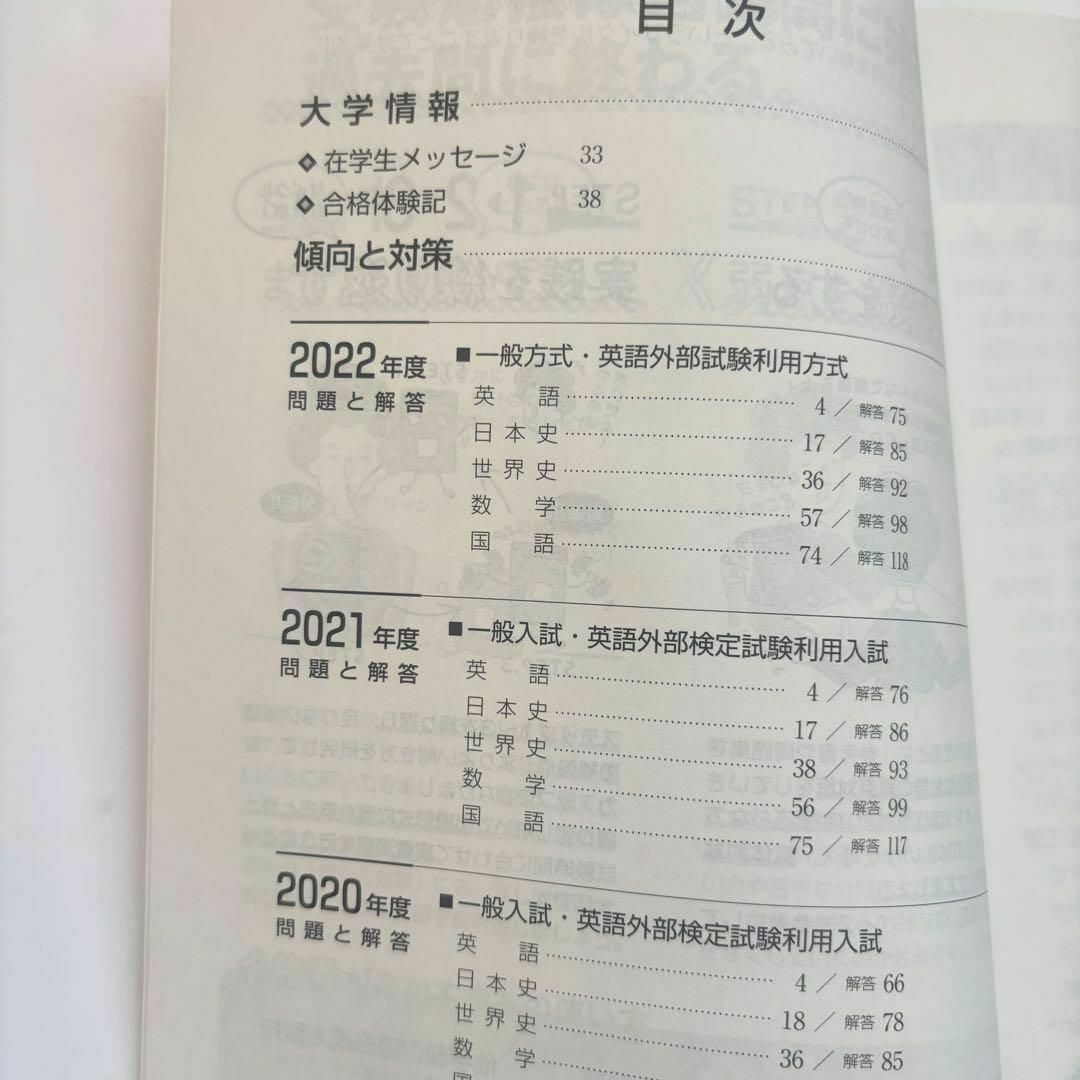 目次
大学情報
◆ 在学生メッセージ 33
◆ 合格体験記 38
傾向と対策
2022年度 ■一般方式・英語外部試験利用方式
問題と解答
英語 4 / 解答 75
日本史 17 / 解答 85
世界史 36 / 解答 92
数学 57 / 解答 98
国語 74 / 解答 118
2021年度 ■一般入試・英語外部検定試験利用入試
問題と解答
英語 4 / 解答 76
日本史 17 / 解答 86
世界史 38 / 解答 93
数学 56 / 解答 99
国語 75 / 解答 117
2020年度 ■一般入試・英語外部検定試験利用入試
問題と解答
英語 4 / 解答 66
日本史 18 / 解答 78
世界史 36 / 解答 85
数学